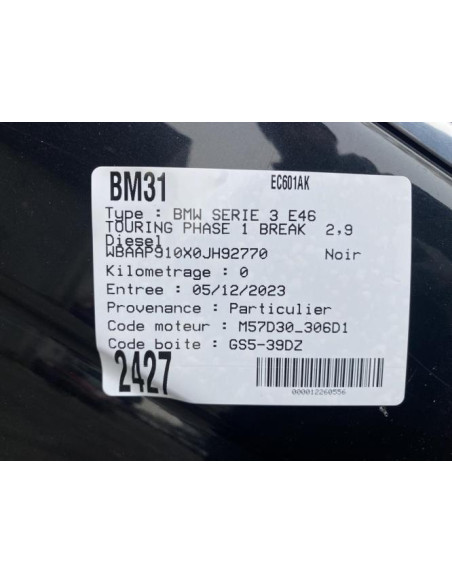 BM31 EC601AK
Type : BMW SERIE 3 E46
TOURING PHASE 1 BREAK 2,9
Diesel
WBAAP910X0JH92770 Noir
Kilometrage : 0
Entree : 05/12/2023
Provenance : Particulier
Code moteur : M57D30_306D1
Code boite : GS5-39DZ
2427
000012260556